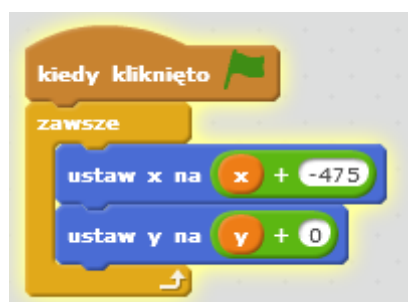 kiedy kliknięto
zawsze
ustaw x na x + -475
ustaw y na y + 0